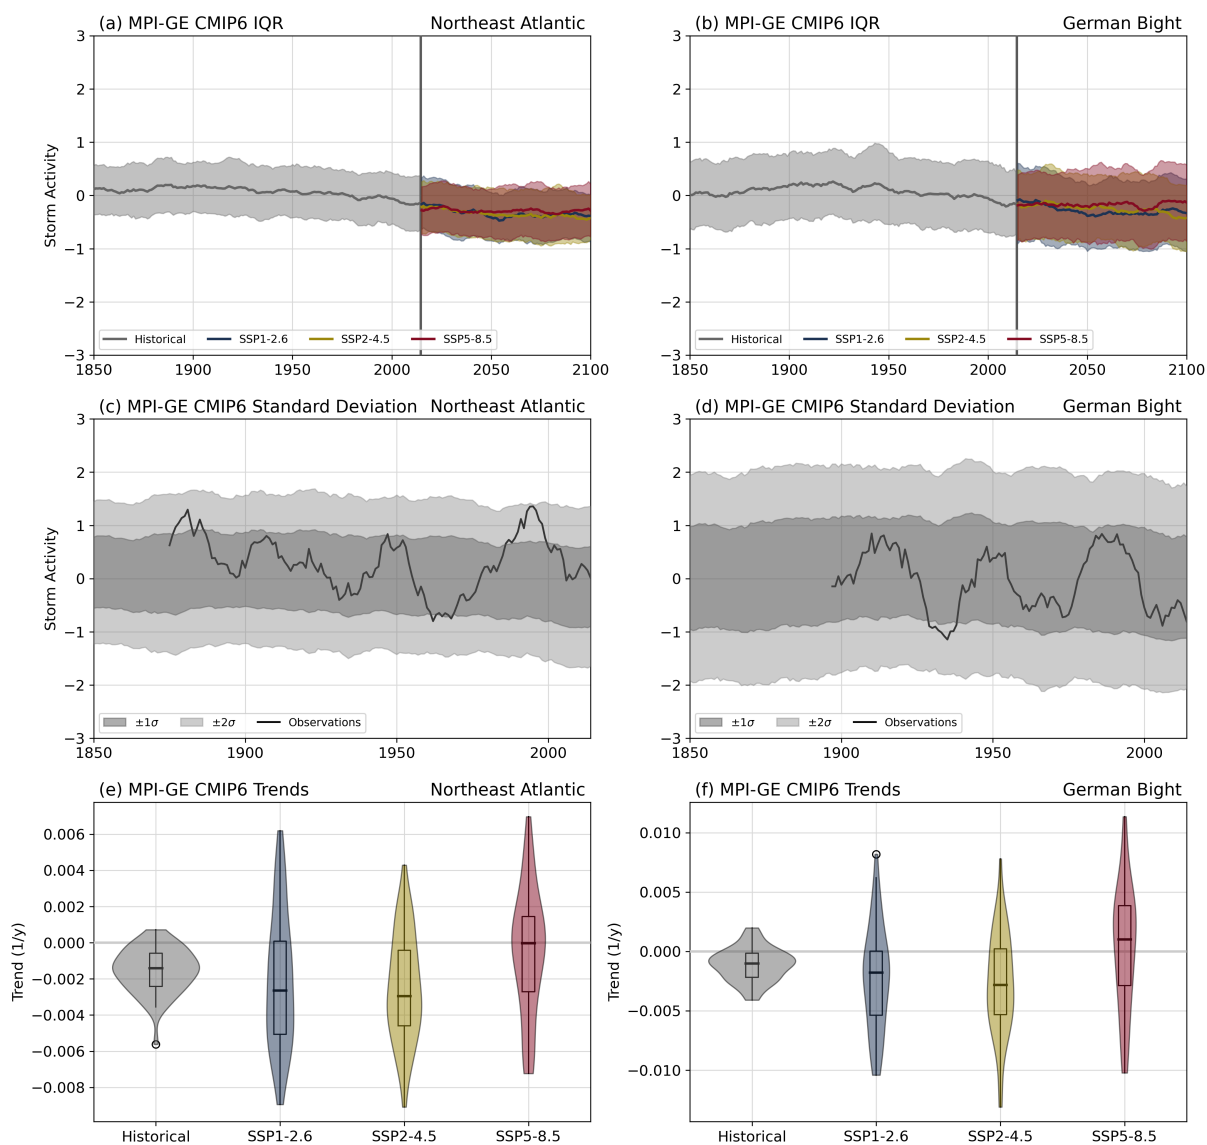 (a) MPI-GE CMIP6 IQR Northeast Atlantic
(b) MPI-GE CMIP6 IQR German Bight
Storm Activity
3
2
1
0
−1
−2
−3
3
2
1
0
−1
−2
−3
Historical SSP1-2.6 SSP2-4.5 SSP5-8.5
Historical SSP1-2.6 SSP2-4.5 SSP5-8.5
1850 1900 1950 2000 2050 2100
1850 1900 1950 2000 2050 2100
(c) MPI-GE CMIP6 Standard Deviation Northeast Atlantic
(d) MPI-GE CMIP6 Standard Deviation German Bight
Storm Activity
3
2
1
0
−1
−2
−3
3
2
1
0
−1
−2
−3
±1σ ±2σ Observations
±1σ ±2σ Observations
1850 1900 1950 2000
1850 1900 1950 2000
(e) MPI-GE CMIP6 Trends Northeast Atlantic
(f) MPI-GE CMIP6 Trends German Bight
Trend (1/y)
0.006
0.004
0.002
0.000
−0.002
−0.004
−0.006
−0.008
Trend (1/y)
0.010
0.005
0.000
−0.005
−0.010
Historical SSP1-2.6 SSP2-4.5 SSP5-8.5
Historical SSP1-2.6 SSP2-4.5 SSP5-8.5